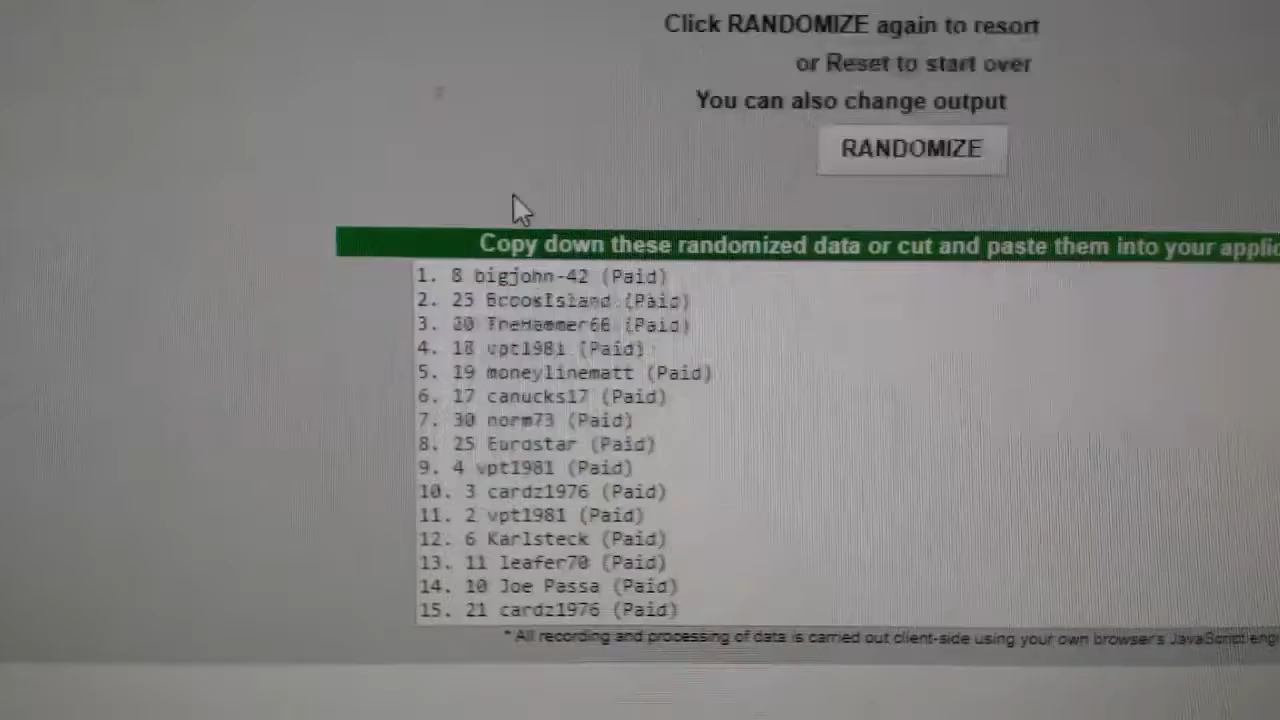 Click RANDOMIZE again to resort
or Reset to start over
You can also change output
RANDOMIZE
Copy down these randomized data or cut and paste them into your applic
1. 8 bigjohn-42 (Paid)
2. (Paid)
3. (Paid)
4. 18 vpt1981 (Paid)
5. 19 moneylinematt (Paid)
6. 17 canucks17 (Paid)
7. 30 norm73 (Paid)
8. 25 Eurostar (Paid)
9. 4 vpt1981 (Paid)
10. 3 cardz1976 (Paid)
11. 2 vpt1981 (Paid)
12. 6 Karlsteck (Paid)
13. 11 leafer70 (Paid)
14. 10 Joe Passa (Paid)
15. 21 cardz1976 (Paid)
* All recording and processing of data is carried out client-side using your own browser's JavaScript eng